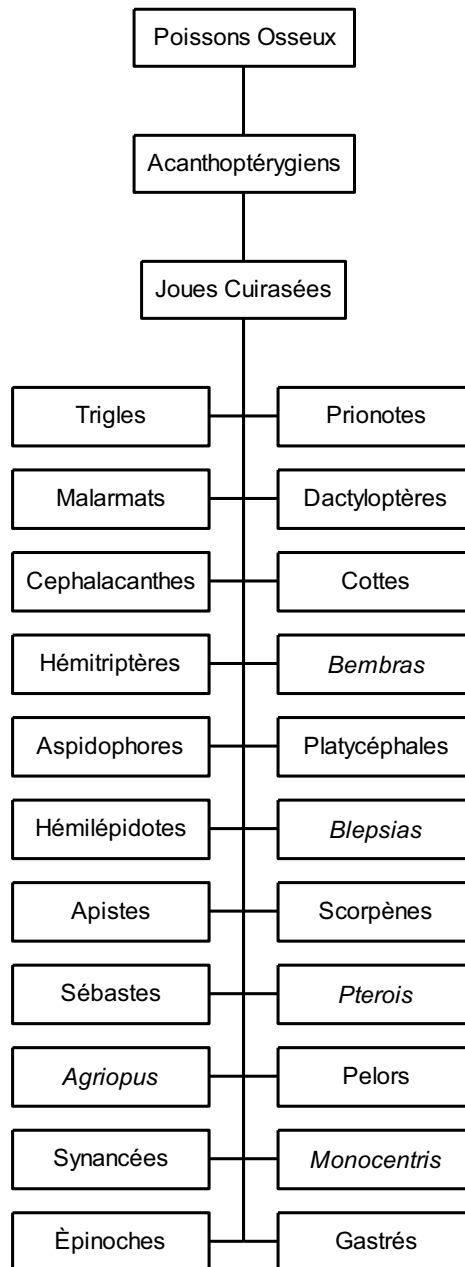 Poissons Osseux
Acanthoptérygiens
Joues Cuirasées
Trigles
Prionotes
Malarmats
Dactyloptères
Cephalacanthes
Cottes
Hémitriptères
Bembras
Aspidophores
Platycéphales
Hémilépidotes
Blepsias
Apistes
Scorpènes
Sébastes
Pterois
Agriopus
Pelors
Synancées
Monocentris
Èpinoches
Gastrés